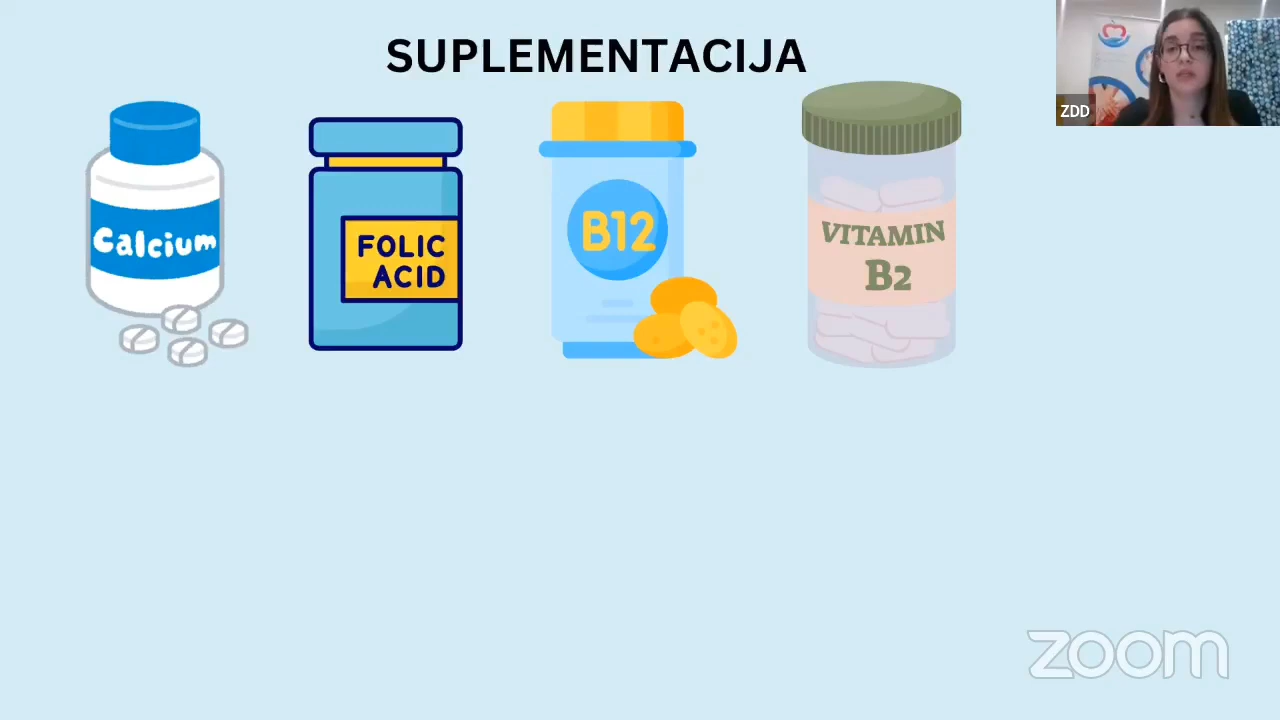 SUPLEMENTACIJA
ZDD
Calcium
FOLIC
ACID
B12
VITAMIN
B2
zoom